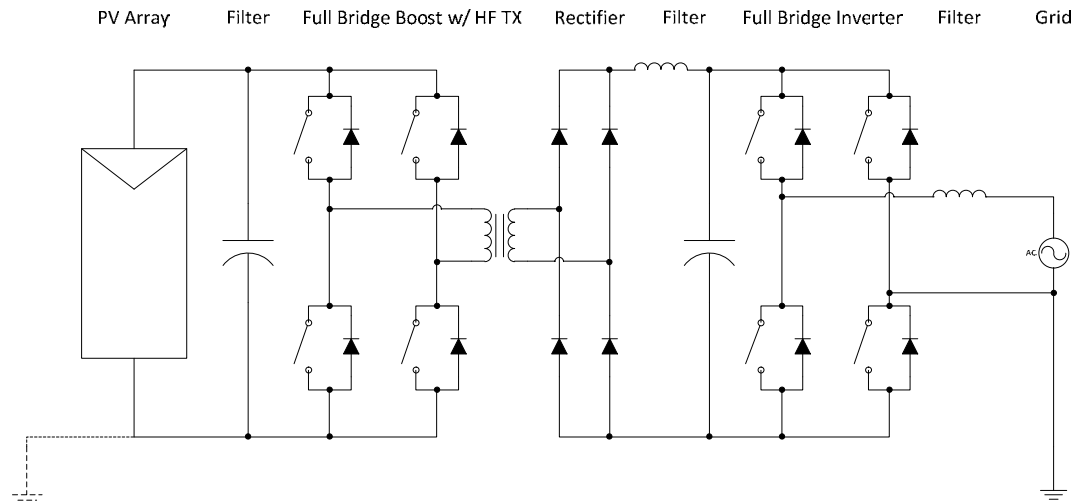 PV Array Filter Full Bridge Boost w/ HF TX Rectifier Filter Full Bridge Inverter Filter Grid
AC